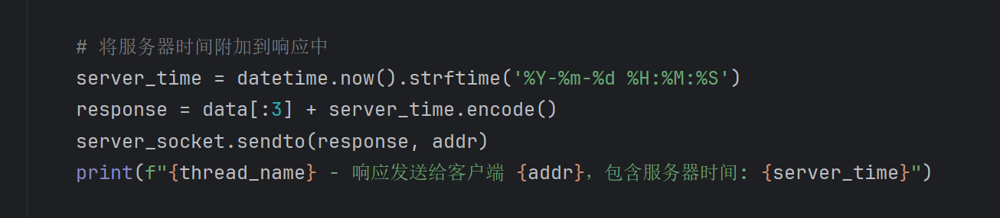 # 将服务器时间附加到响应中
server_time = datetime.now().strftime('%Y-%m-%d %H:%M:%S')
response = data[:3] + server_time.encode()
server_socket.sendto(response, addr)
print(f"{thread_name} - 响应发送给客户端 {addr}，包含服务器时间: {server_time}")